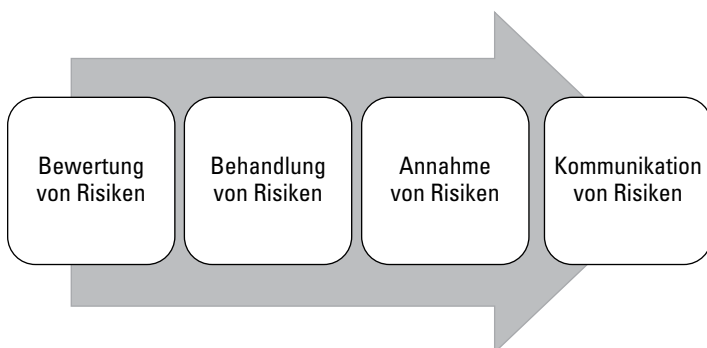 Bewertung
von Risiken
Behandlung
von Risiken
Annahme
von Risiken
Kommunikation
von Risiken